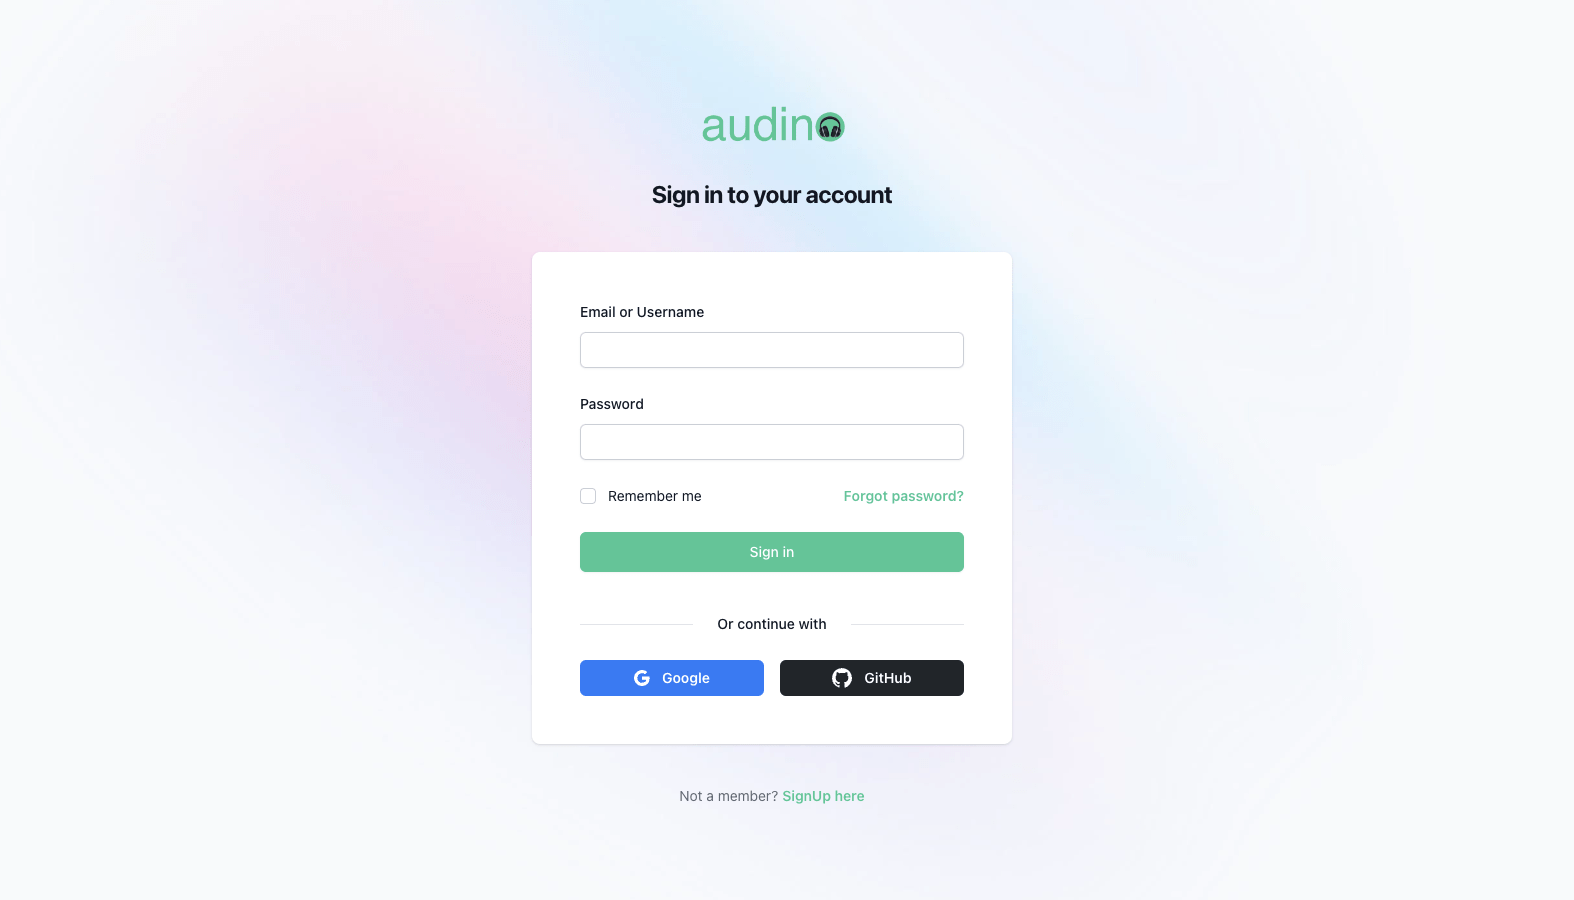 audino
Sign in to your account
Email or Username
Password
Remember me
Forgot password?
Sign in
Or continue with
Google
GitHub
Not a member? SignUp here